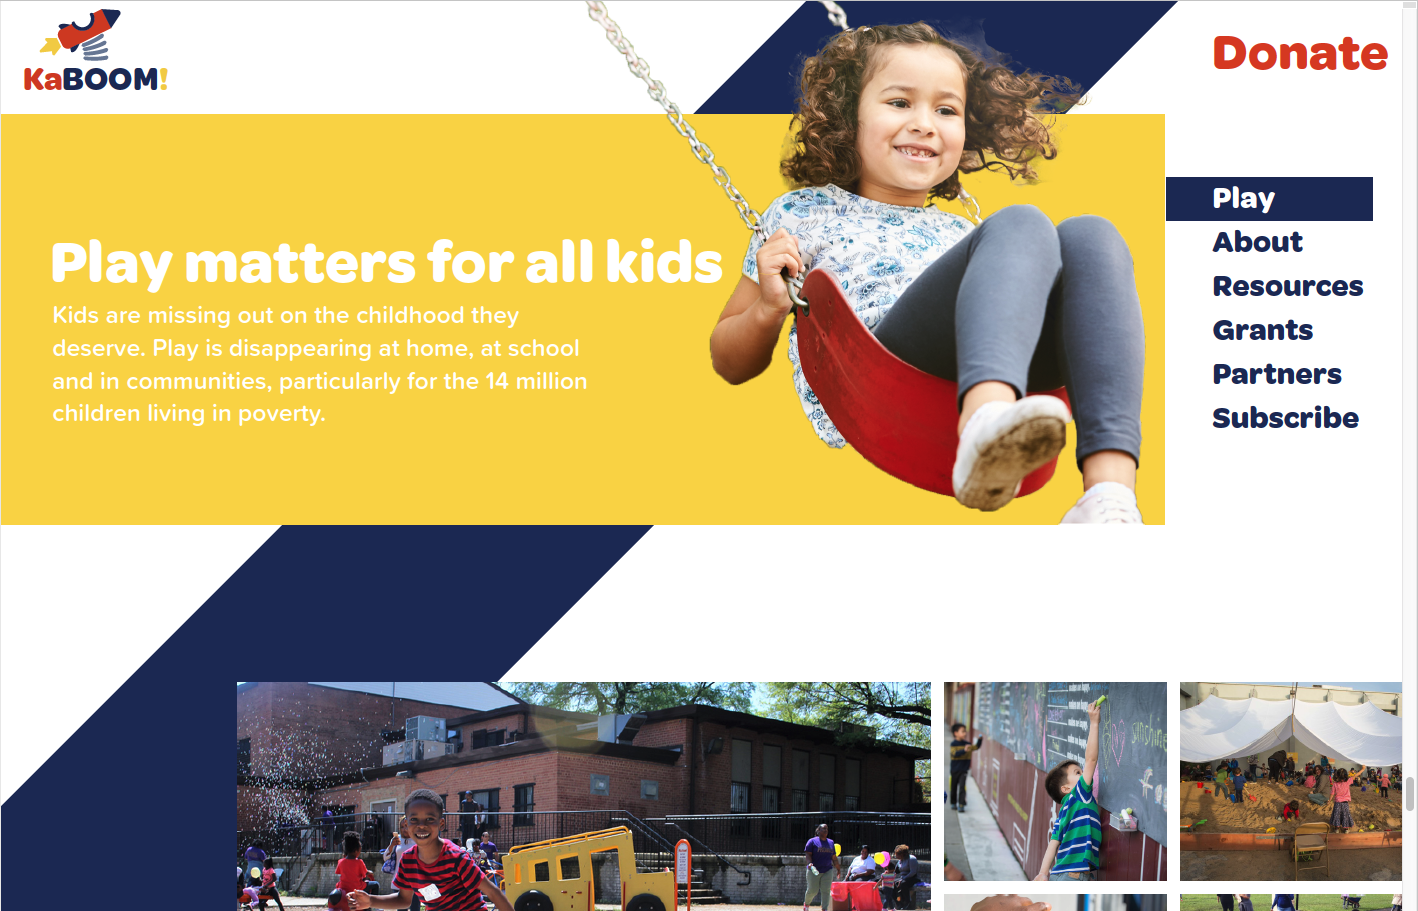 KaBOOM!
Donate
Play
About
Resources
Grants
Partners
Subscribe
Play matters for all kids
Kids are missing out on the childhood they
deserve. Play is disappearing at home, at school
and in communities, particularly for the 14 million
children living in poverty.
sunshine